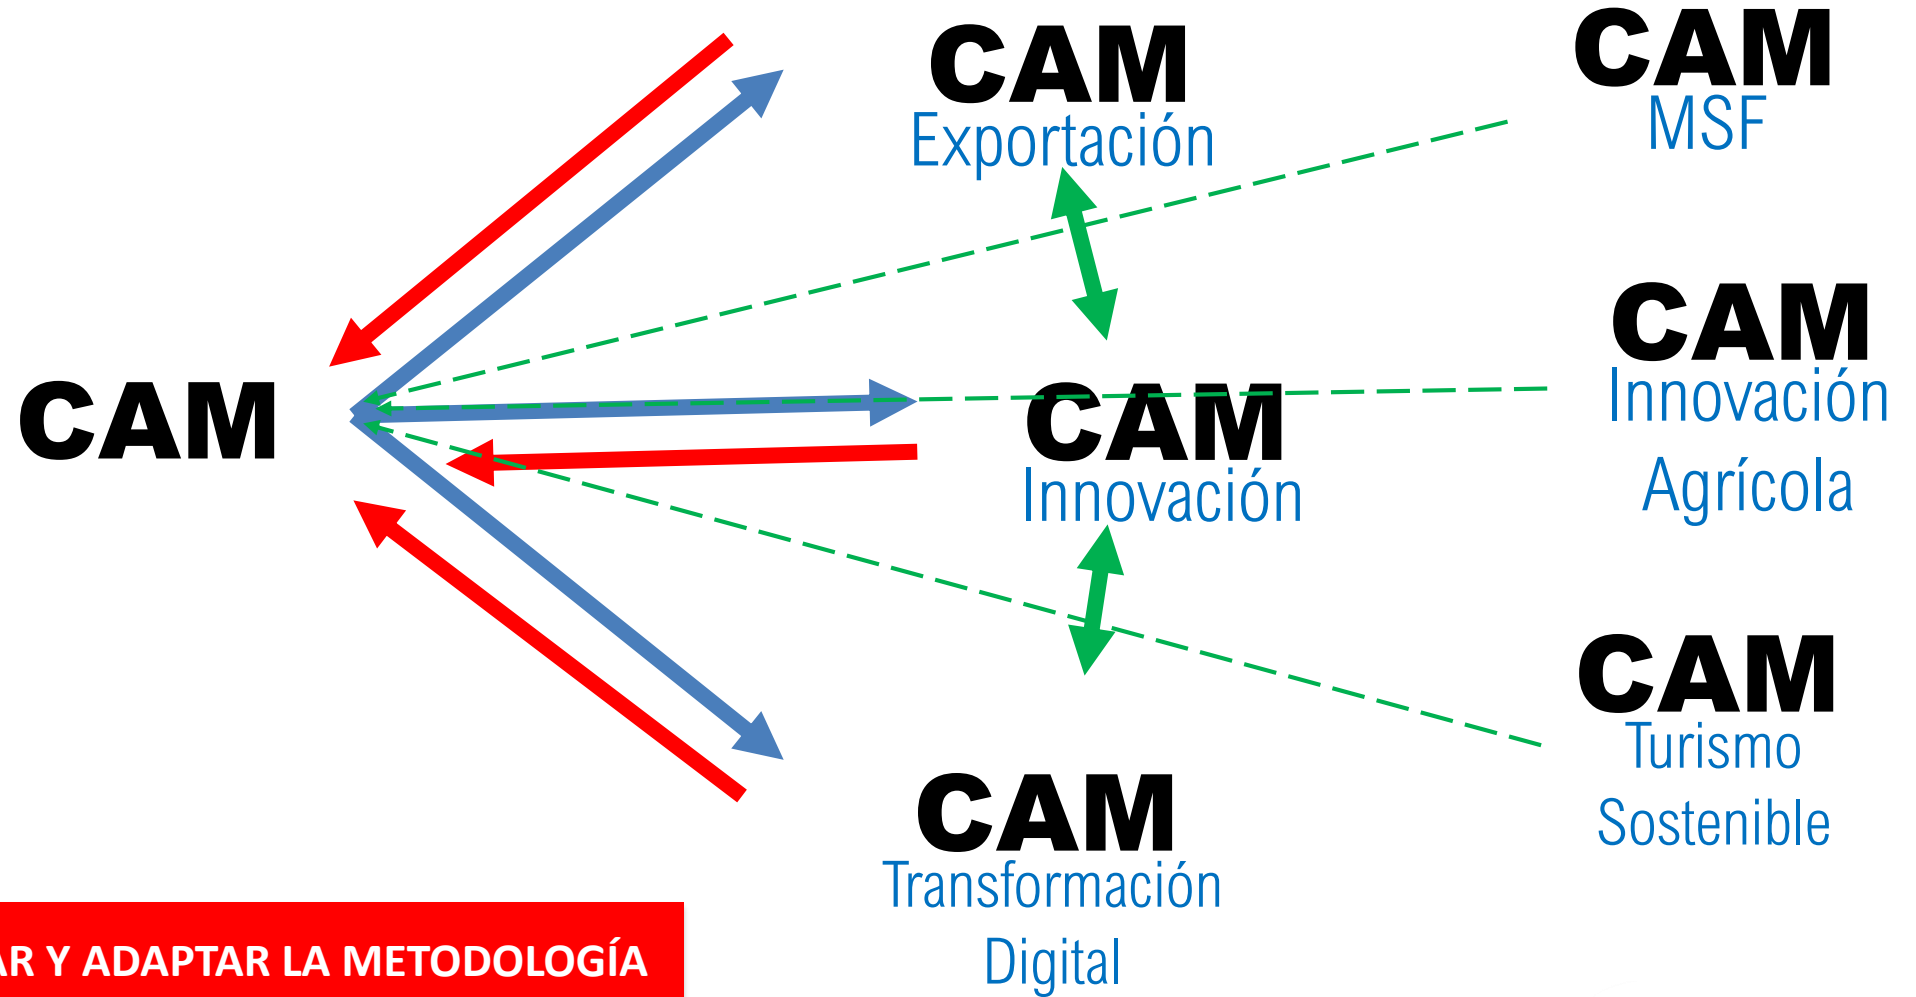 CAM
CAM
Exportación
CAM
Innovación
CAM
Transformación
Digital
CAM
MSF
CAM
Innovación
Agrícola
CAM
Turismo
Sostenible
Y ADAPTAR LA METODOLOGÍA